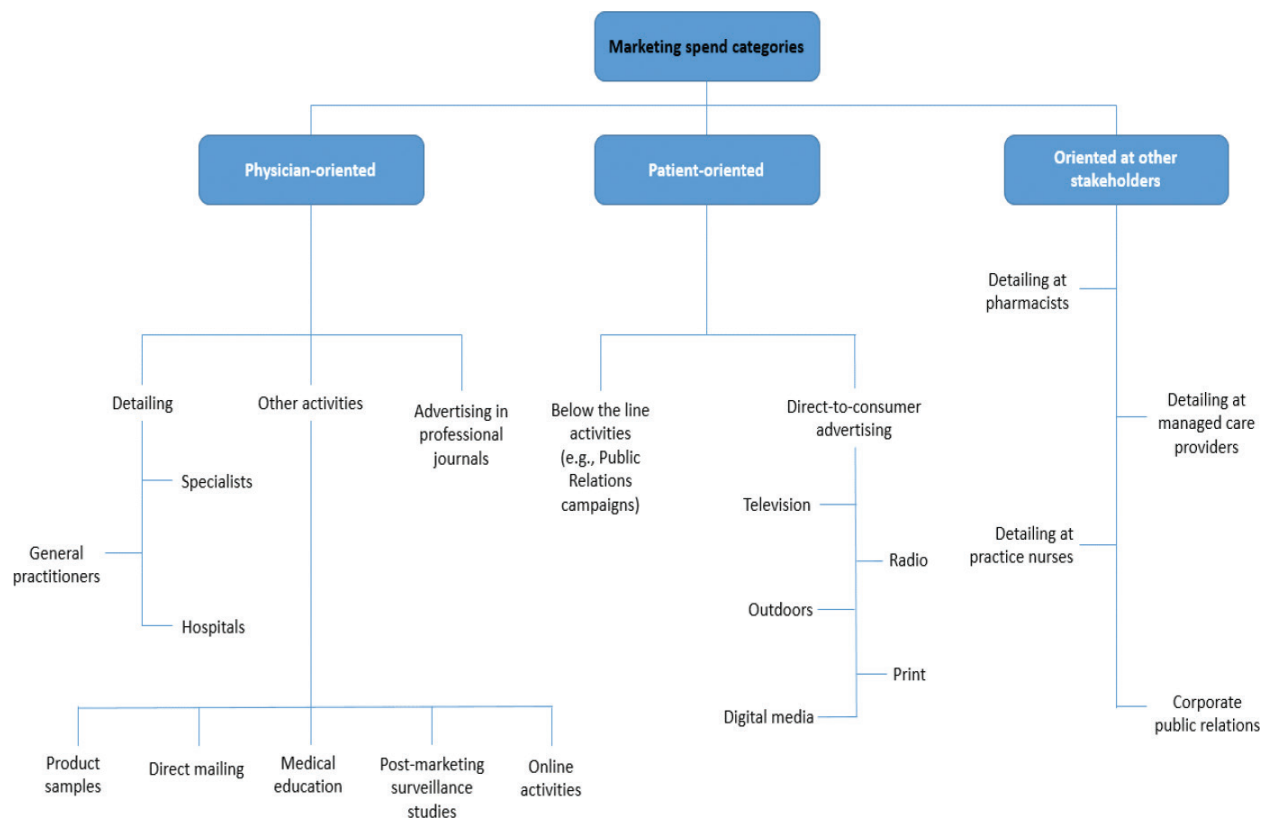 Marketing spend categories
Physician-oriented
Patient-oriented
Oriented at other
stakeholders
Detailing at
pharmacists
Detailing
Other activities
Advertising in
professional
journals
Below the line
activities
(e.g., Public
Relations
campaigns)
Direct-to-consumer
advertising
Detailing at
managed care
providers
Specialists
Television
General
practitioners
Radio
Detailing at
practice nurses
Outdoors
Hospitals
Print
Digital media
Corporate
public relations
Product
samples
Direct mailing
Medical
education
Post-marketing
surveillance
studies
Online
activities